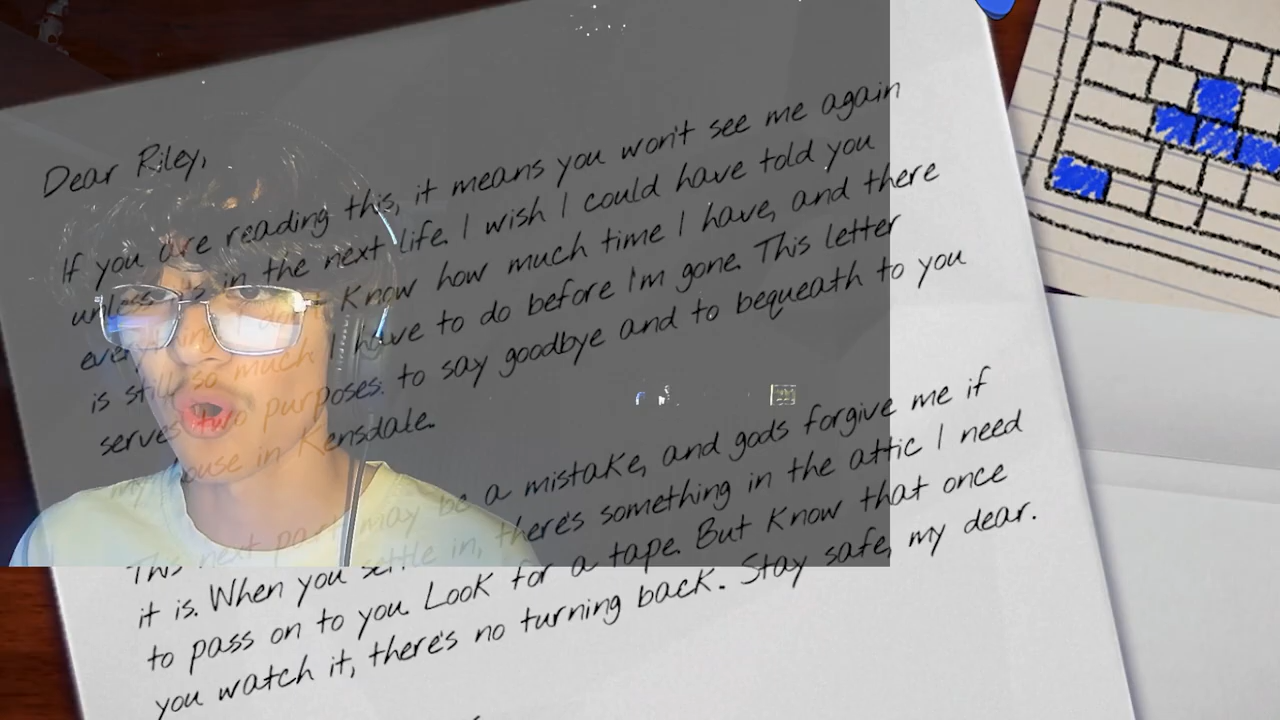 Dear Riley,
If you are reading this, it means you won't see me again
unless it is in the next life. I wish I could have told you
everything. I don't know how much time I have, and there
is still so much I have to do before I'm gone. This letter
serves two purposes: to say goodbye and to bequeath to you
my house in Kensdale.
This next part may be a mistake, and gods forgive me if
it is. When you settle in, there's something in the attic I need
to pass on to you. Look for a tape. But know that once
you watch it, there's no turning back. Stay safe, my dear.